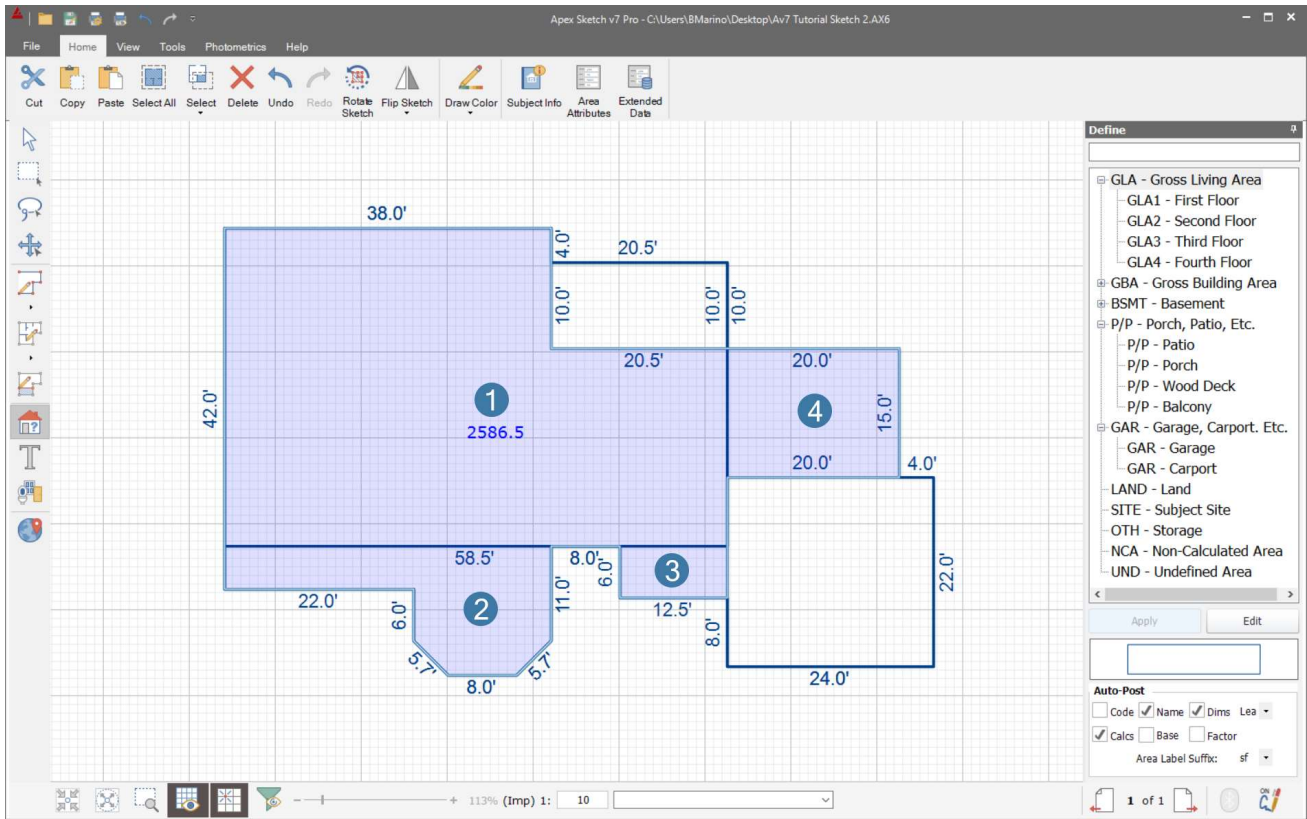 Apex Sketch v7 Pro - C:\Users\BMarino\Desktop\Av7 Tutorial Sketch 2.AX6
File Home View Tools Photometrics Help
Cut Copy Paste Select All Select Delete Undo Redo Rotate Sketch Flip Sketch Draw Color Subject Info Area Attributes Extended Data
Define
GLA - Gross Living Area
GLA1 - First Floor
GLA2 - Second Floor
GLA3 - Third Floor
GLA4 - Fourth Floor
GBA - Gross Building Area
BSMT - Basement
P/P - Porch, Patio, Etc.
P/P - Patio
P/P - Porch
P/P - Wood Deck
P/P - Balcony
GAR - Garage, Carport. Etc.
GAR - Garage
GAR - Carport
LAND - Land
SITE - Subject Site
OTH - Storage
NCA - Non-Calculated Area
UND - Undefined Area
Apply Edit
Auto-Post
Code Name Dims Lea
Calcs Base Factor
Area Label Suffix: sf
38.0'
4.0'
20.5'
10.0'
10.0'
10.0'
20.5'
20.0'
42.0'
1
2586.5
4
15.0'
20.0'
4.0'
58.5'
8.0'
6.0'
3
22.0'
6.0'
2
11.0'
12.5'
8.0'
22.0'
5.7'
8.0'
5.7'
24.0'
113% (Imp) 1: 10
1 of 1
ON